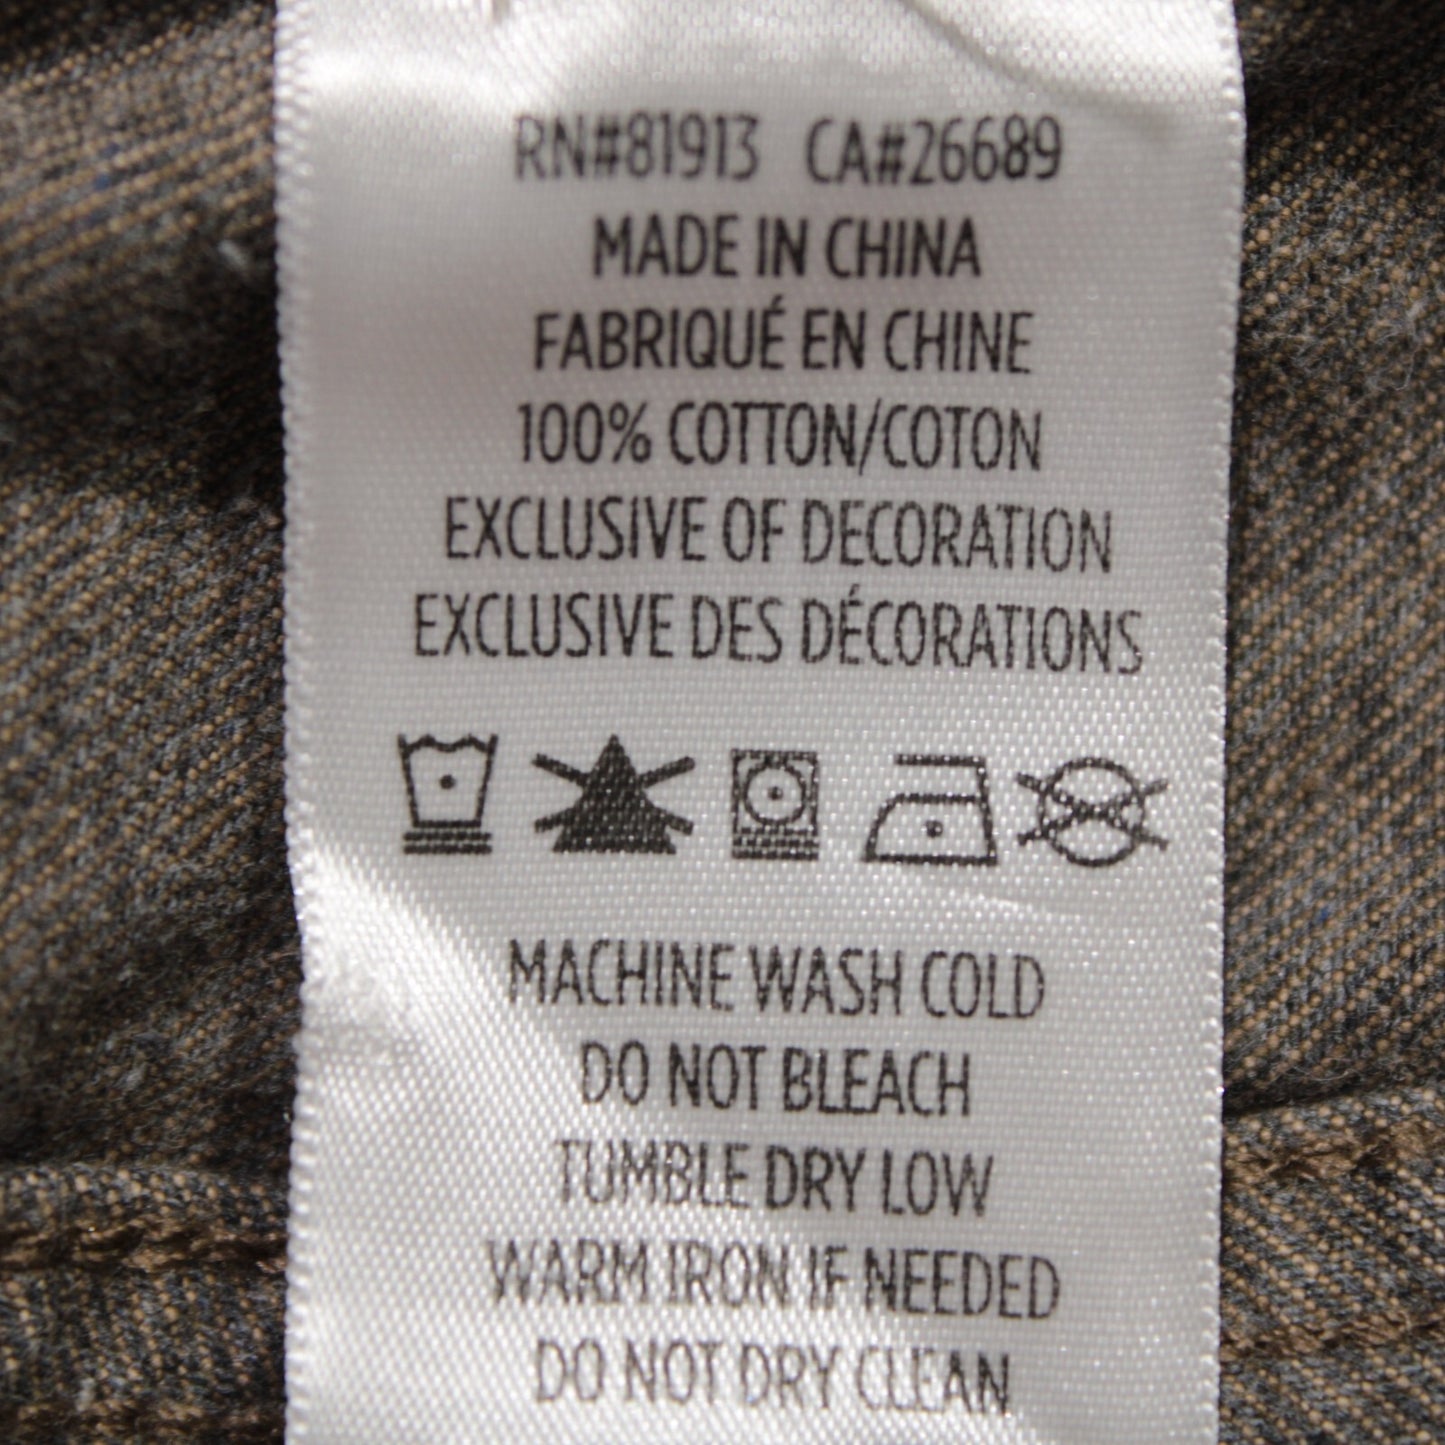 RN#81913 CA#26689
MADE IN CHINA
FABRIQUÉ EN CHINE
100% COTTON/COTON
EXCLUSIVE OF DECORATION
EXCLUSIVE DES DÉCORATIONS
MACHINE WASH COLD
DO NOT BLEACH
TUMBLE DRY LOW
WARM IRON IF NEEDED
DO NOT DRY CLEAN